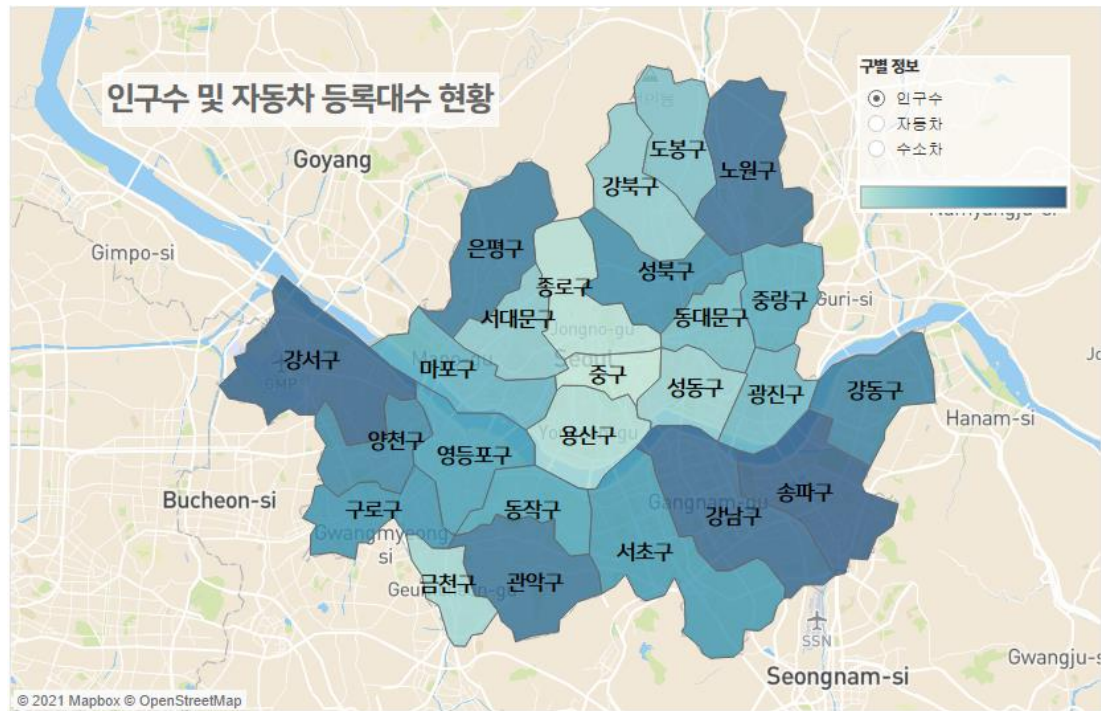 인구수 및 자동차 등록대수 현황
구별 정보
인구수
자동차
수소차
Goyang
Gimpo-si
도봉구
노원구
강북구
은평구
성북구
종로구
중랑구
Guri-si
서대문구
동대문구
Jongno-gu
Seoul
강서구
마포구
중구
성동구
광진구
강동구
Hanam-si
양천구
영등포구
용산구
Bucheon-si
구로구
동작구
Gangnam-gu
송파구
강남구
Gwangmyeong
si
서초구
금천구
관악구
SSN
Seongnam-si
Gwangju-s
© 2021 Mapbox © OpenStreetMap